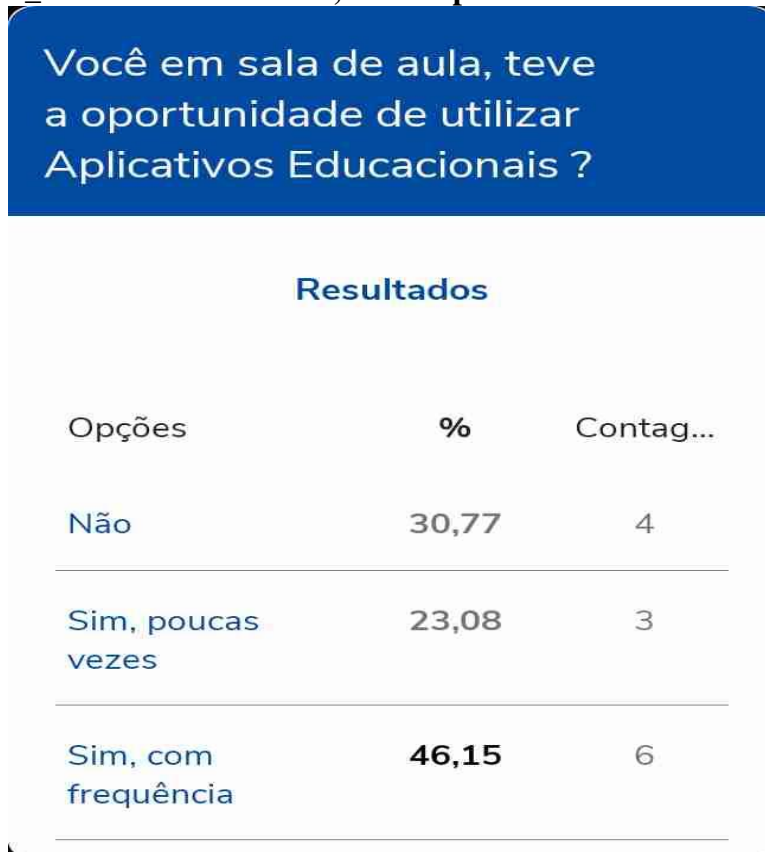 Você em sala de aula, teve
a oportunidade de utilizar
Aplicativos Educacionais ?
Resultados
Opções % Contag...
Não 30,77 4
Sim, poucas 23,08 3
vezes
Sim, com 46,15 6
frequência